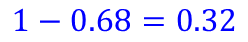 1 − 0.68 = 0.32